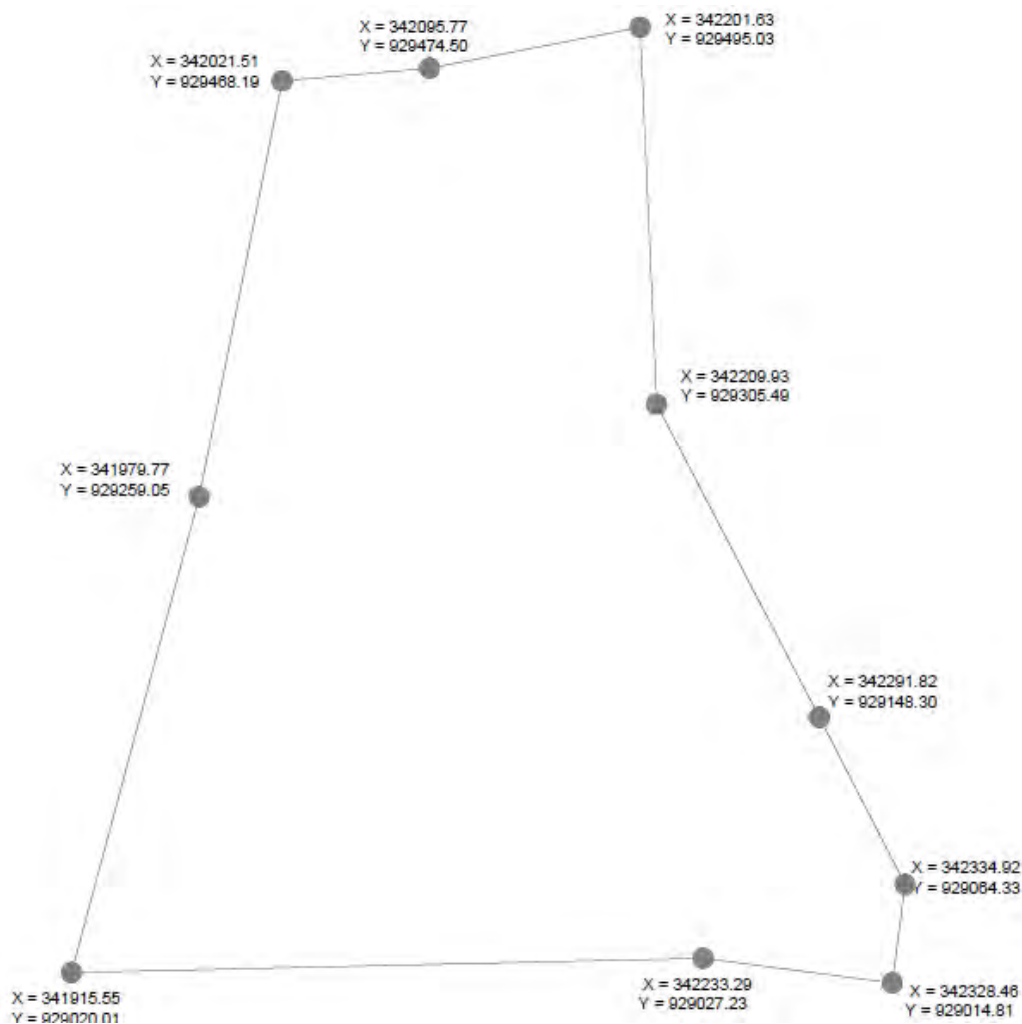 X = 342201.63
Y = 929495.03
X = 342095.77
Y = 929474.50
X = 342021.51
Y = 929468.19
X = 342209.93
Y = 929305.49
X = 341979.77
Y = 929259.05
X = 342291.82
Y = 929148.30
X = 342334.92
Y = 929064.33
X = 342233.29
Y = 929027.23
X = 342328.46
Y = 929014.81
X = 341915.55
Y = 929020.01